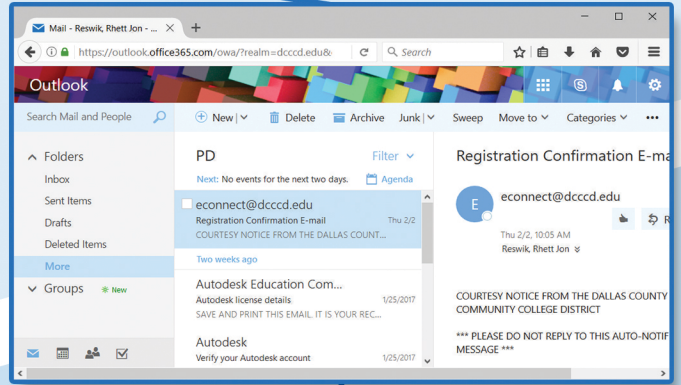 Mail - Reswik, Rhett Jon - ...
https://outlook.office365.com/owa/?realm=dcccd.edu&
Search
Outlook
Search Mail and People
New
Delete
Archive
Junk
Sweep
Move to
Categories
Folders
Inbox
Sent Items
Drafts
Deleted Items
More
Groups
New
PD
Filter
Next: No events for the next two days.
Agenda
econnect@dcccd.edu
Registration Confirmation E-mail
Thu 2/2
COURTESY NOTICE FROM THE DALLAS COUNT...
Two weeks ago
Autodesk Education Com...
Autodesk license details
1/25/2017
SAVE AND PRINT THIS EMAIL. IT IS YOUR REC...
Autodesk
Verify your Autodesk account
1/25/2017
Registration Confirmation E-ma
E
econnect@dcccd.edu
R
Thu 2/2, 10:05 AM
Reswik, Rhett Jon
COURTESY NOTICE FROM THE DALLAS COUNTY
COMMUNITY COLLEGE DISTRICT
*** PLEASE DO NOT REPLY TO THIS AUTO-NOTIF
MESSAGE ***